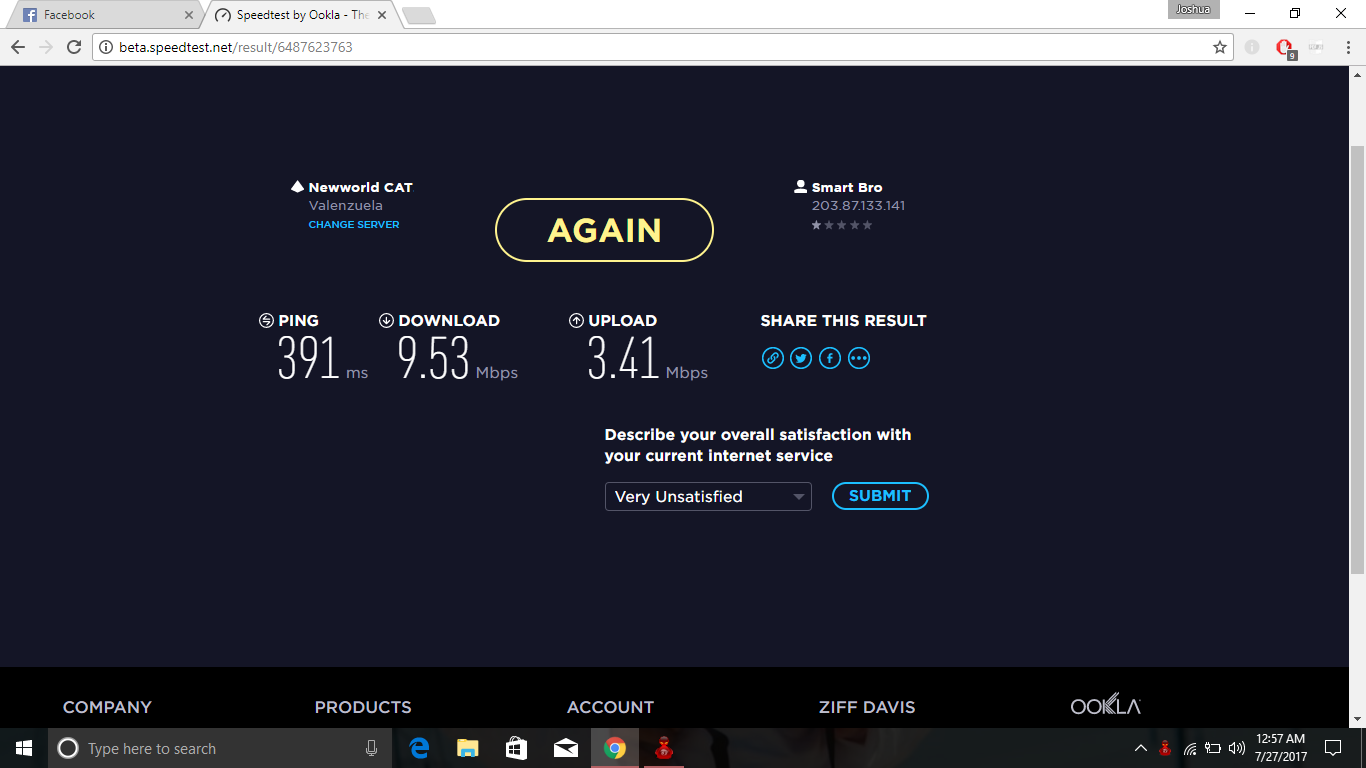 Facebook
Speedtest by Ookla - The
Joshua
beta.speedtest.net/result/6487623763
9
Newworld CAT
Valenzuela
CHANGE SERVER
AGAIN
Smart Bro
203.87.133.141
PING
391 ms
DOWNLOAD
9.53 Mbps
UPLOAD
3.41 Mbps
SHARE THIS RESULT
Describe your overall satisfaction with
your current internet service
Very Unsatisfied
SUBMIT
COMPANY
PRODUCTS
ACCOUNT
ZIFF DAVIS
OOKLA
Type here to search
12:57 AM
7/27/2017